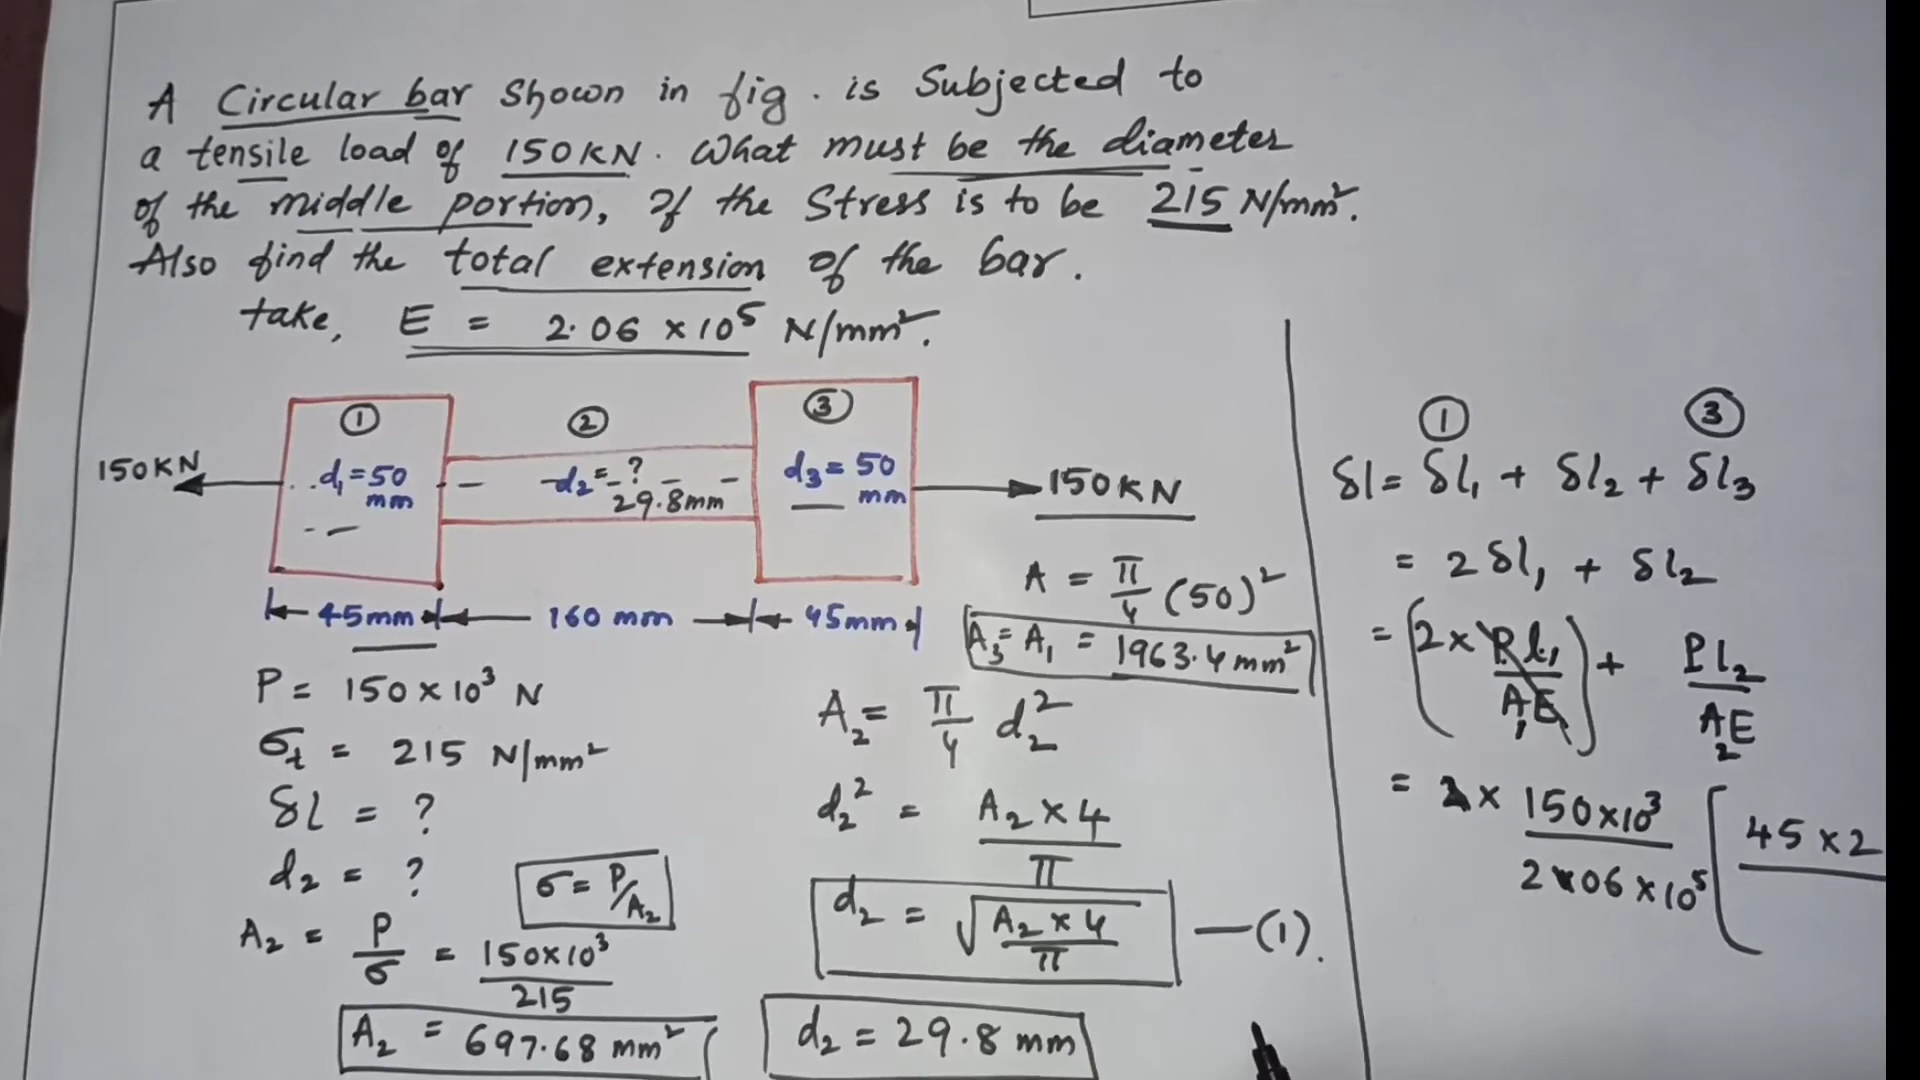 A Circular bar Shown in fig. is Subjected to
a tensile load of 150KN. What must be the diameter
of the middle portion, If the Stress is to be 215 N/mm².
Also find the total extension of the bar.
take, E = 2.06 × 10⁵ N/mm².
① ② ③
150KN d₁=50 mm d₂=? 29.8mm d₃=50 mm 150KN
45mm 160 mm 45mm
P = 150×10³ N
σt = 215 N/mm²
δl = ?
d₂ = ?
σ = P/A₂
A₂ = P/σ = 150×10³/215
A₂ = 697.68 mm²
A = π/4 (50)²
A₃ = A₁ = 1963.4 mm²
A₂ = π/4 d₂²
d₂² = A₂ × 4/π
d₂ = √(A₂ × 4/π) —(1).
d₂ = 29.8 mm
① ③
δl = δl₁ + δl₂ + δl₃
= 2δl₁ + δl₂
= (2× P.l₁/A₁E) + Pl₂/A₂E
= × 150×10³/2×06×10⁵ [45×2